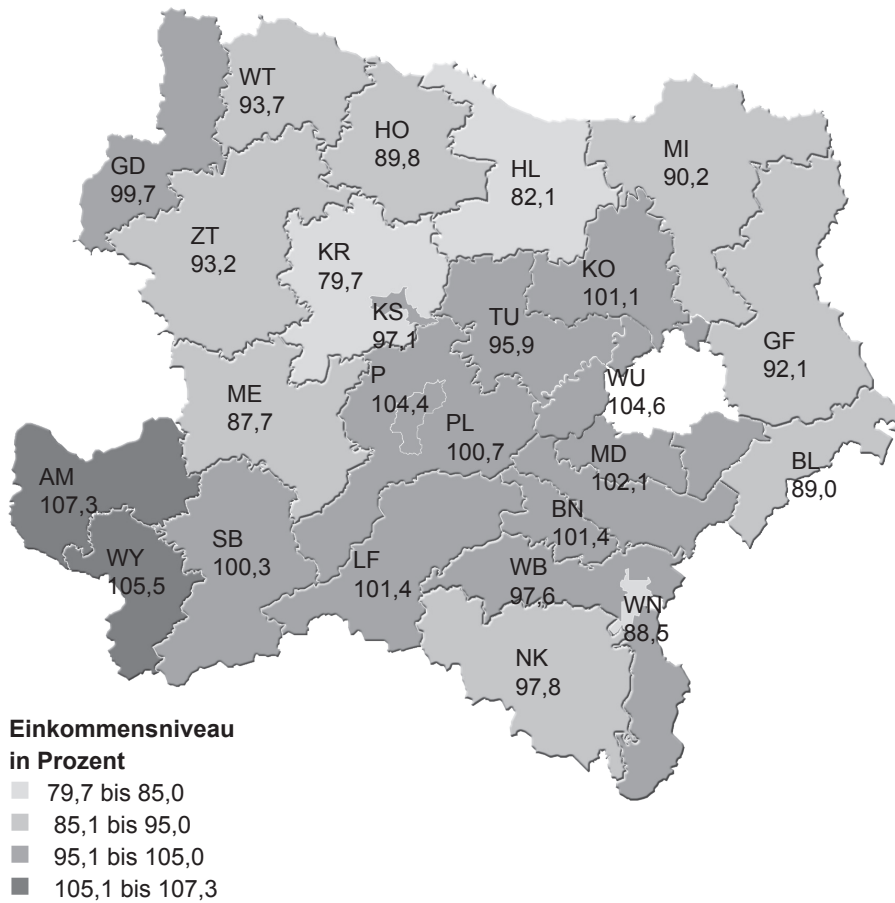 WT
93,7
HO
89,8
HL
82,1
MI
90,2
GD
99,7
ZT
93,2
KR
79,7
KO
101,1
KS
97,1
TU
95,9
GF
92,1
P
104,4
WU
104,6
ME
87,7
PL
100,7
MD
102,1
BL
89,0
AM
107,3
BN
101,4
SB
100,3
WY
105,5
LF
101,4
WB
97,6
WN
88,5
NK
97,8
Einkommensniveau
in Prozent
79,7 bis 85,0
85,1 bis 95,0
95,1 bis 105,0
105,1 bis 107,3